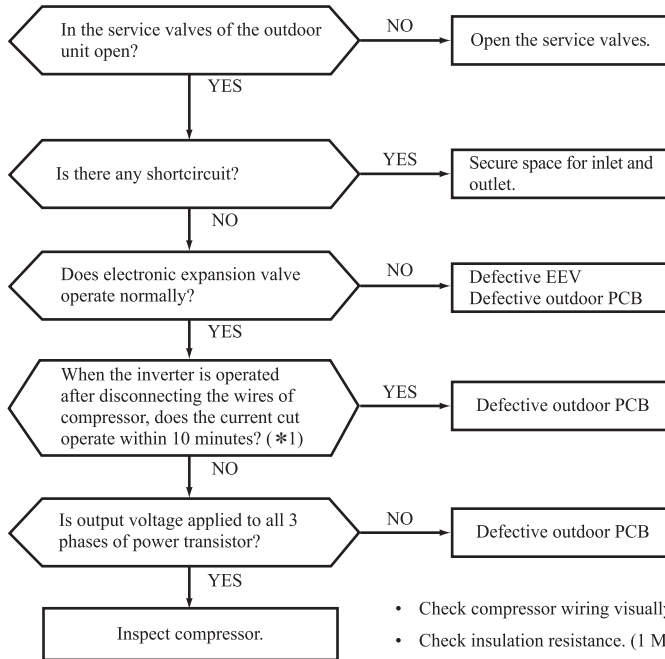 In the service valves of the outdoor
unit open?
NO
Open the service valves.
YES
Is there any shortcircuit?
YES
Secure space for inlet and
outlet.
NO
Does electronic expansion valve
operate normally?
NO
Defective EEV
Defective outdoor PCB
YES
When the inverter is operated
after disconnecting the wires of
compressor, does the current cut
operate within 10 minutes? (*1)
YES
Defective outdoor PCB
NO
Is output voltage applied to all 3
phases of power transistor?
NO
Defective outdoor PCB
YES
Inspect compressor.
• Check compressor wiring visually
• Check insulation resistance. (1 M